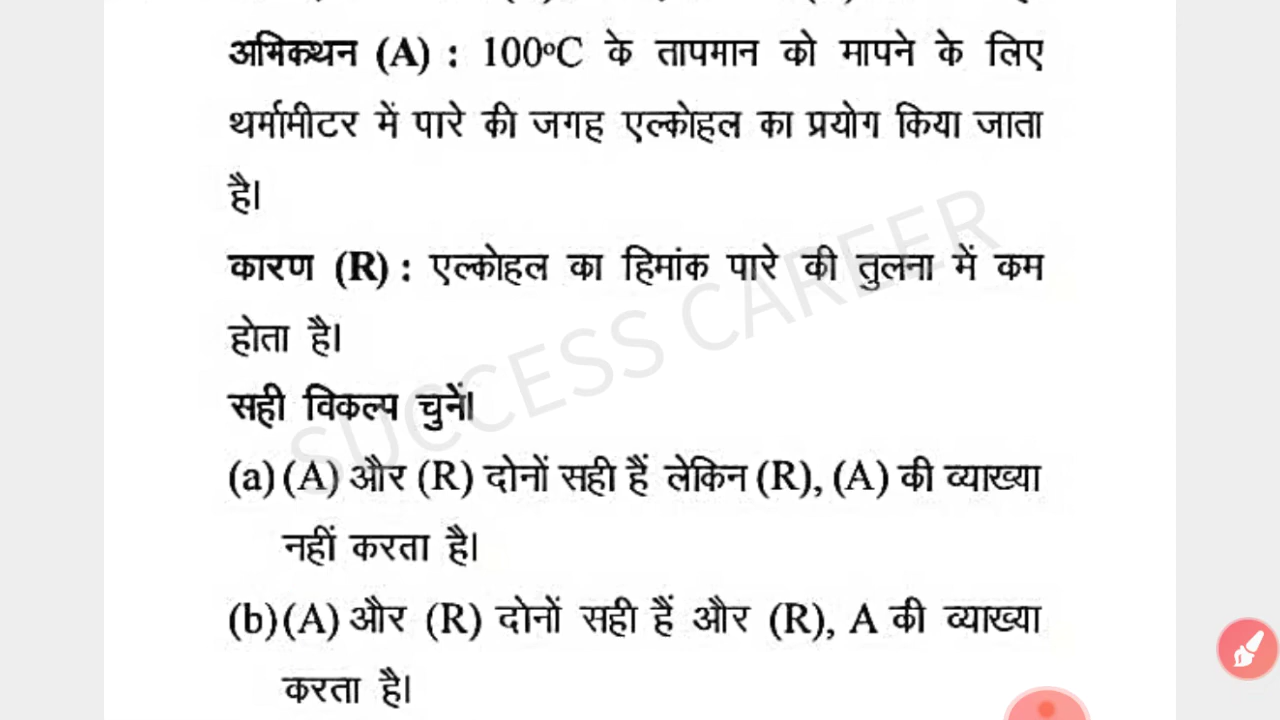 अभिकथन (A) : 100°C के तापमान को मापने के लिए
थर्मामीटर में पारे की जगह एल्कोहल का प्रयोग किया जाता
है।
कारण (R) : एल्कोहल का हिमांक पारे की तुलना में कम
होता है।
सही विकल्प चुनें।
(a) (A) और (R) दोनों सही हैं लेकिन (R), (A) की व्याख्या
नहीं करता है।
(b) (A) और (R) दोनों सही हैं और (R), A की व्याख्या
करता है।
SUCCESS CAREER